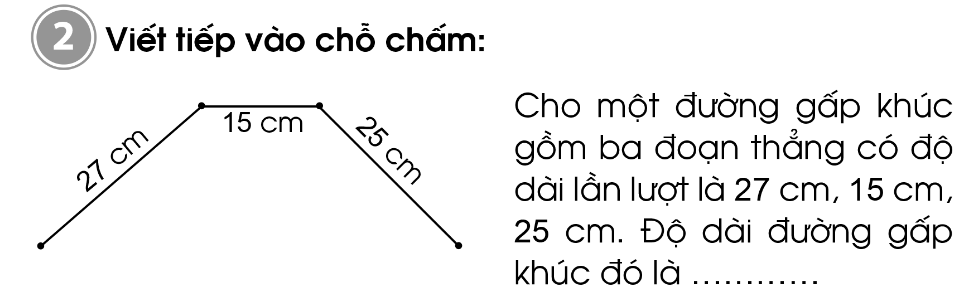 2 Viết tiếp vào chỗ chấm:
27 cm
15 cm
25 cm
Cho một đường gấp khúc
gồm ba đoạn thẳng có độ
dài lần lượt là 27 cm, 15 cm,
25 cm. Độ dài đường gấp
khúc đó là ............